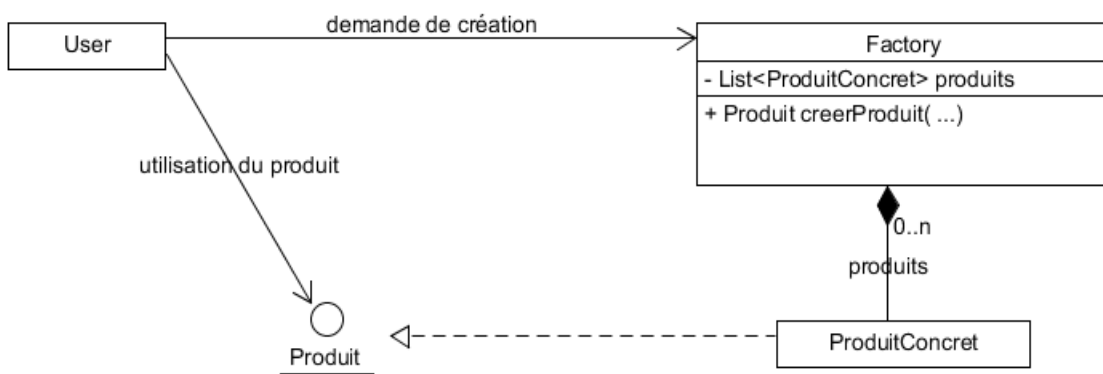 demande de création
User
Factory
- List<ProduitConcret> produits
+ Produit creerProduit( ...)
utilisation du produit
0..n
produits
Produit
ProduitConcret